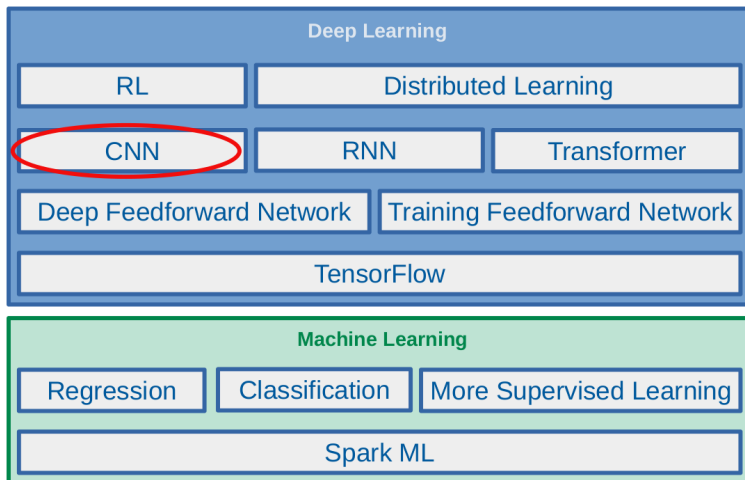 Deep Learning
RL
Distributed Learning
CNN
RNN
Transformer
Deep Feedforward Network
Training Feedforward Network
TensorFlow
Machine Learning
Regression
Classification
More Supervised Learning
Spark ML